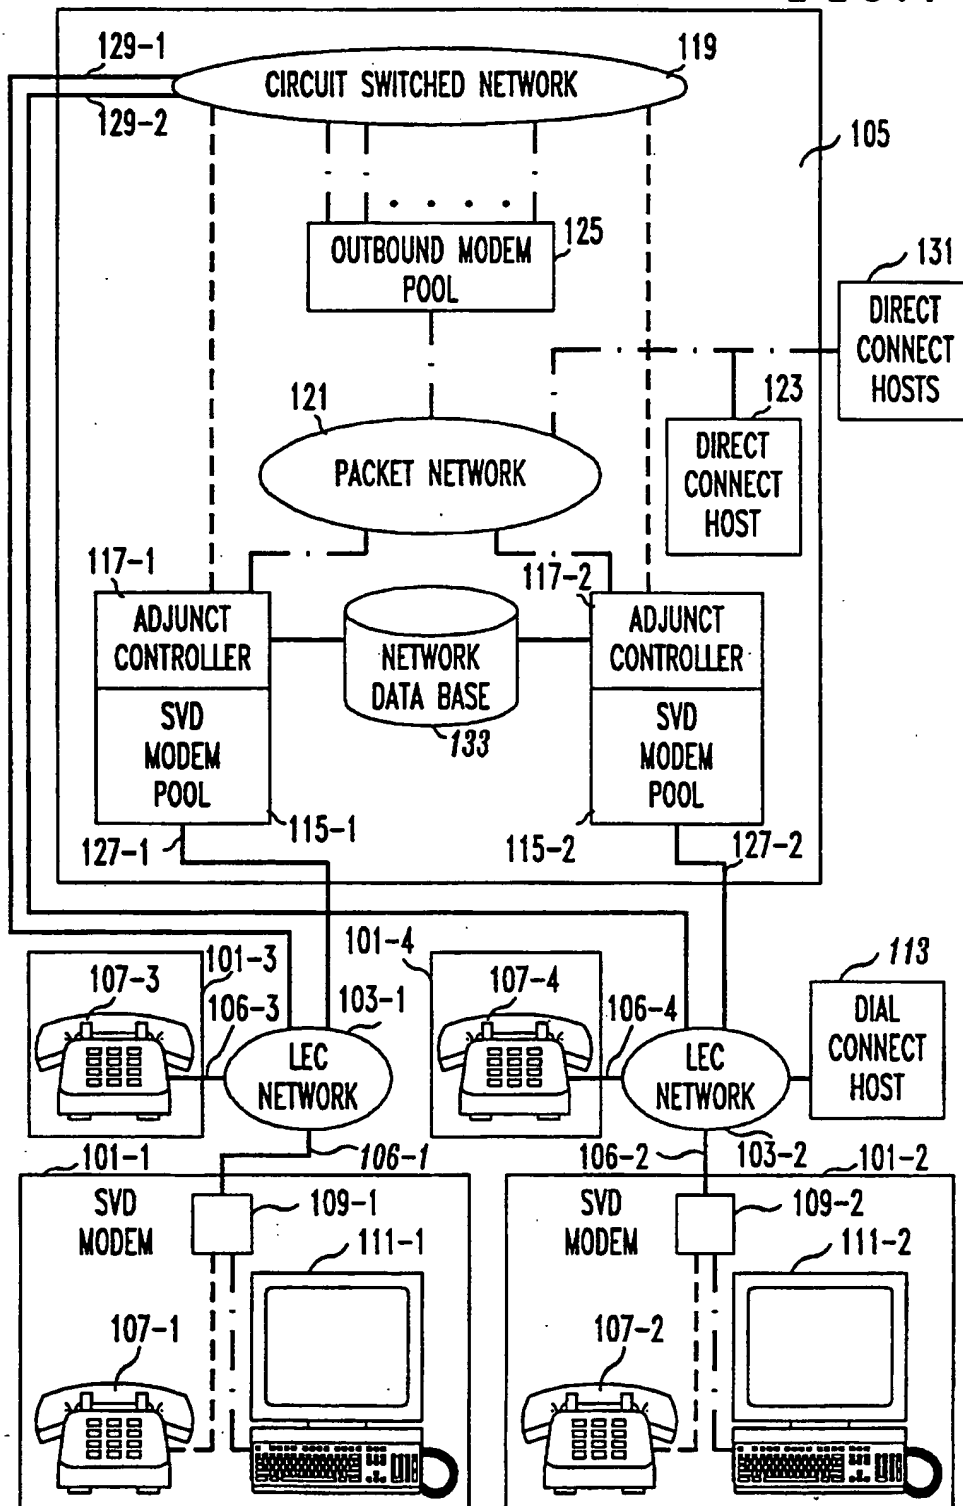 129-1
119
CIRCUIT SWITCHED NETWORK
129-2
105
125
OUTBOUND MODEM
POOL
131
DIRECT
CONNECT
HOSTS
121
123
PACKET NETWORK
DIRECT
CONNECT
HOST
117-1
117-2
ADJUNCT
CONTROLLER
NETWORK
DATA BASE
133
ADJUNCT
CONTROLLER
SVD
MODEM
POOL
SVD
MODEM
POOL
115-1
115-2
127-1
127-2
101-3
101-4
113
107-3
106-3
103-1
107-4
106-4
LEC
NETWORK
LEC
NETWORK
DIAL
CONNECT
HOST
101-1
106-1
106-2
103-2
101-2
SVD
MODEM
109-1
111-1
SVD
MODEM
109-2
111-2
107-1
107-2